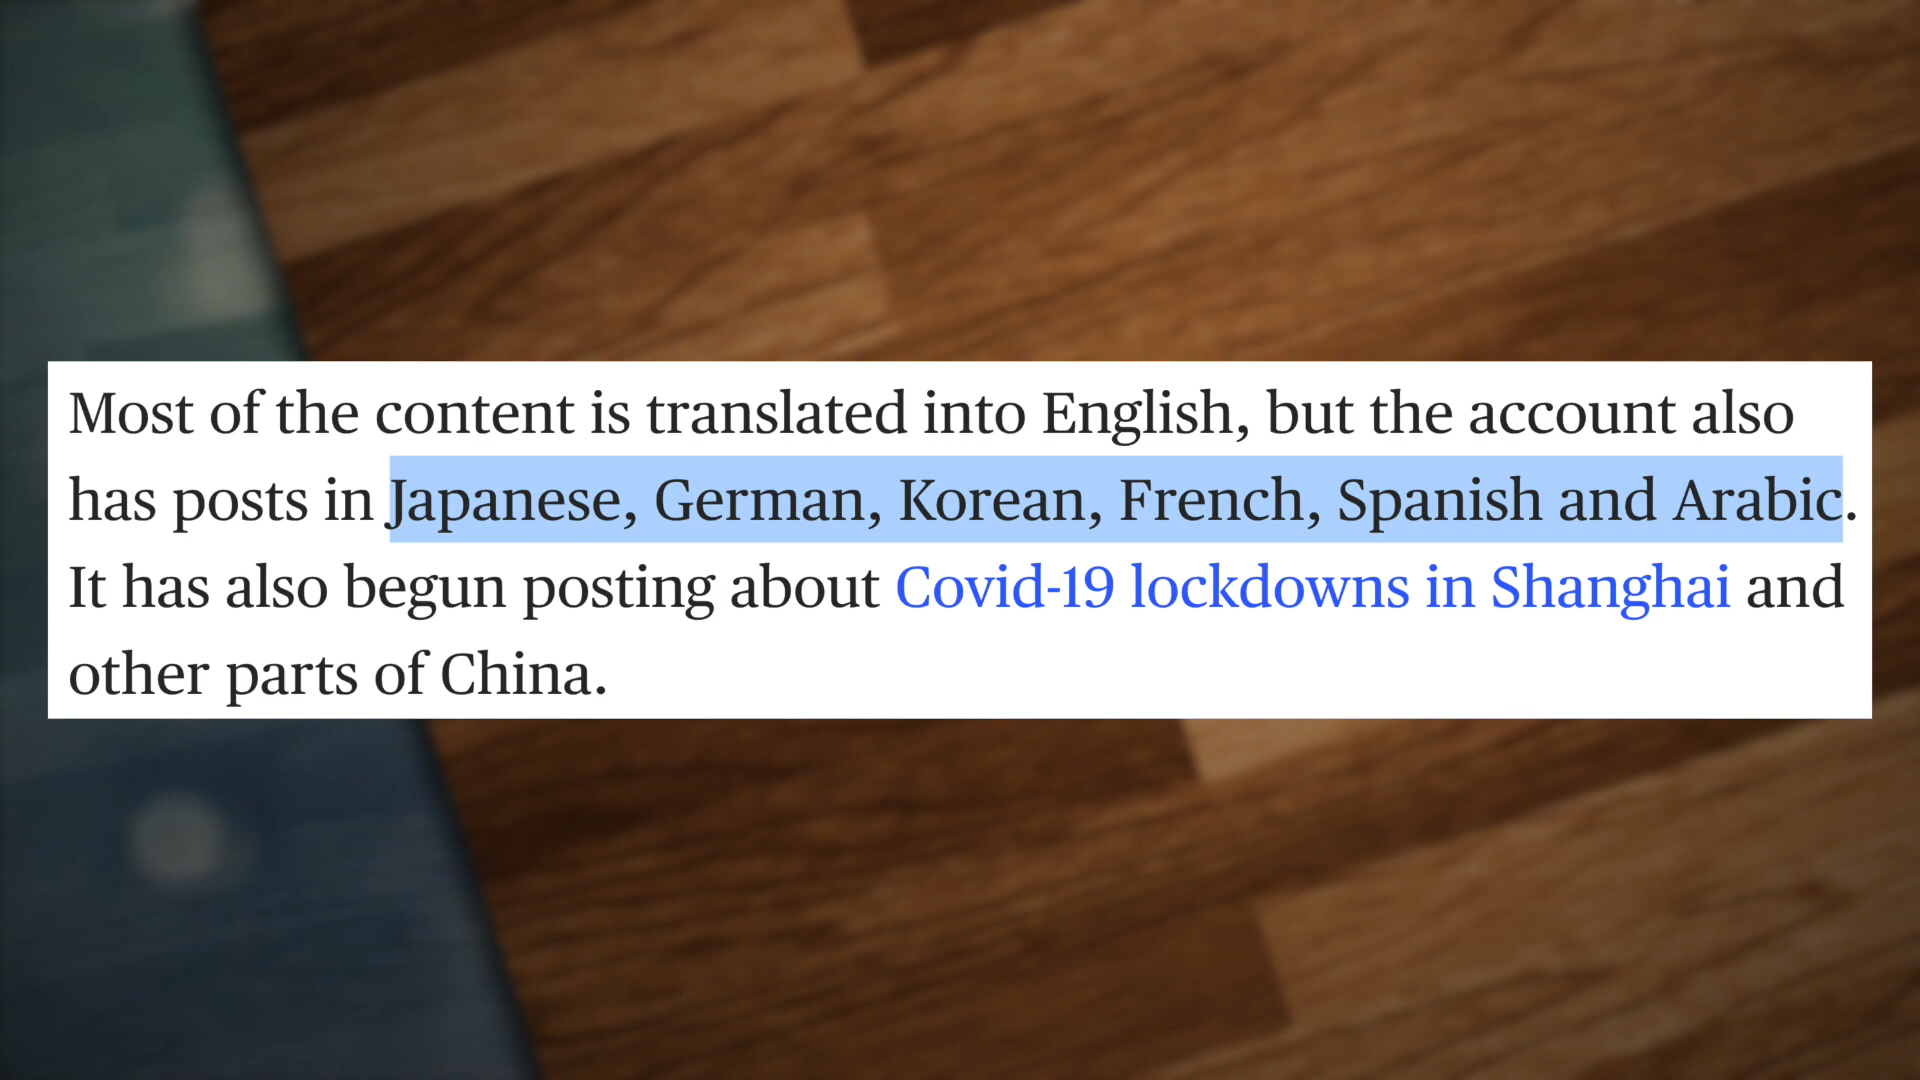 Most of the content is translated into English, but the account also
has posts in Japanese, German, Korean, French, Spanish and Arabic.
It has also begun posting about Covid-19 lockdowns in Shanghai and
other parts of China.